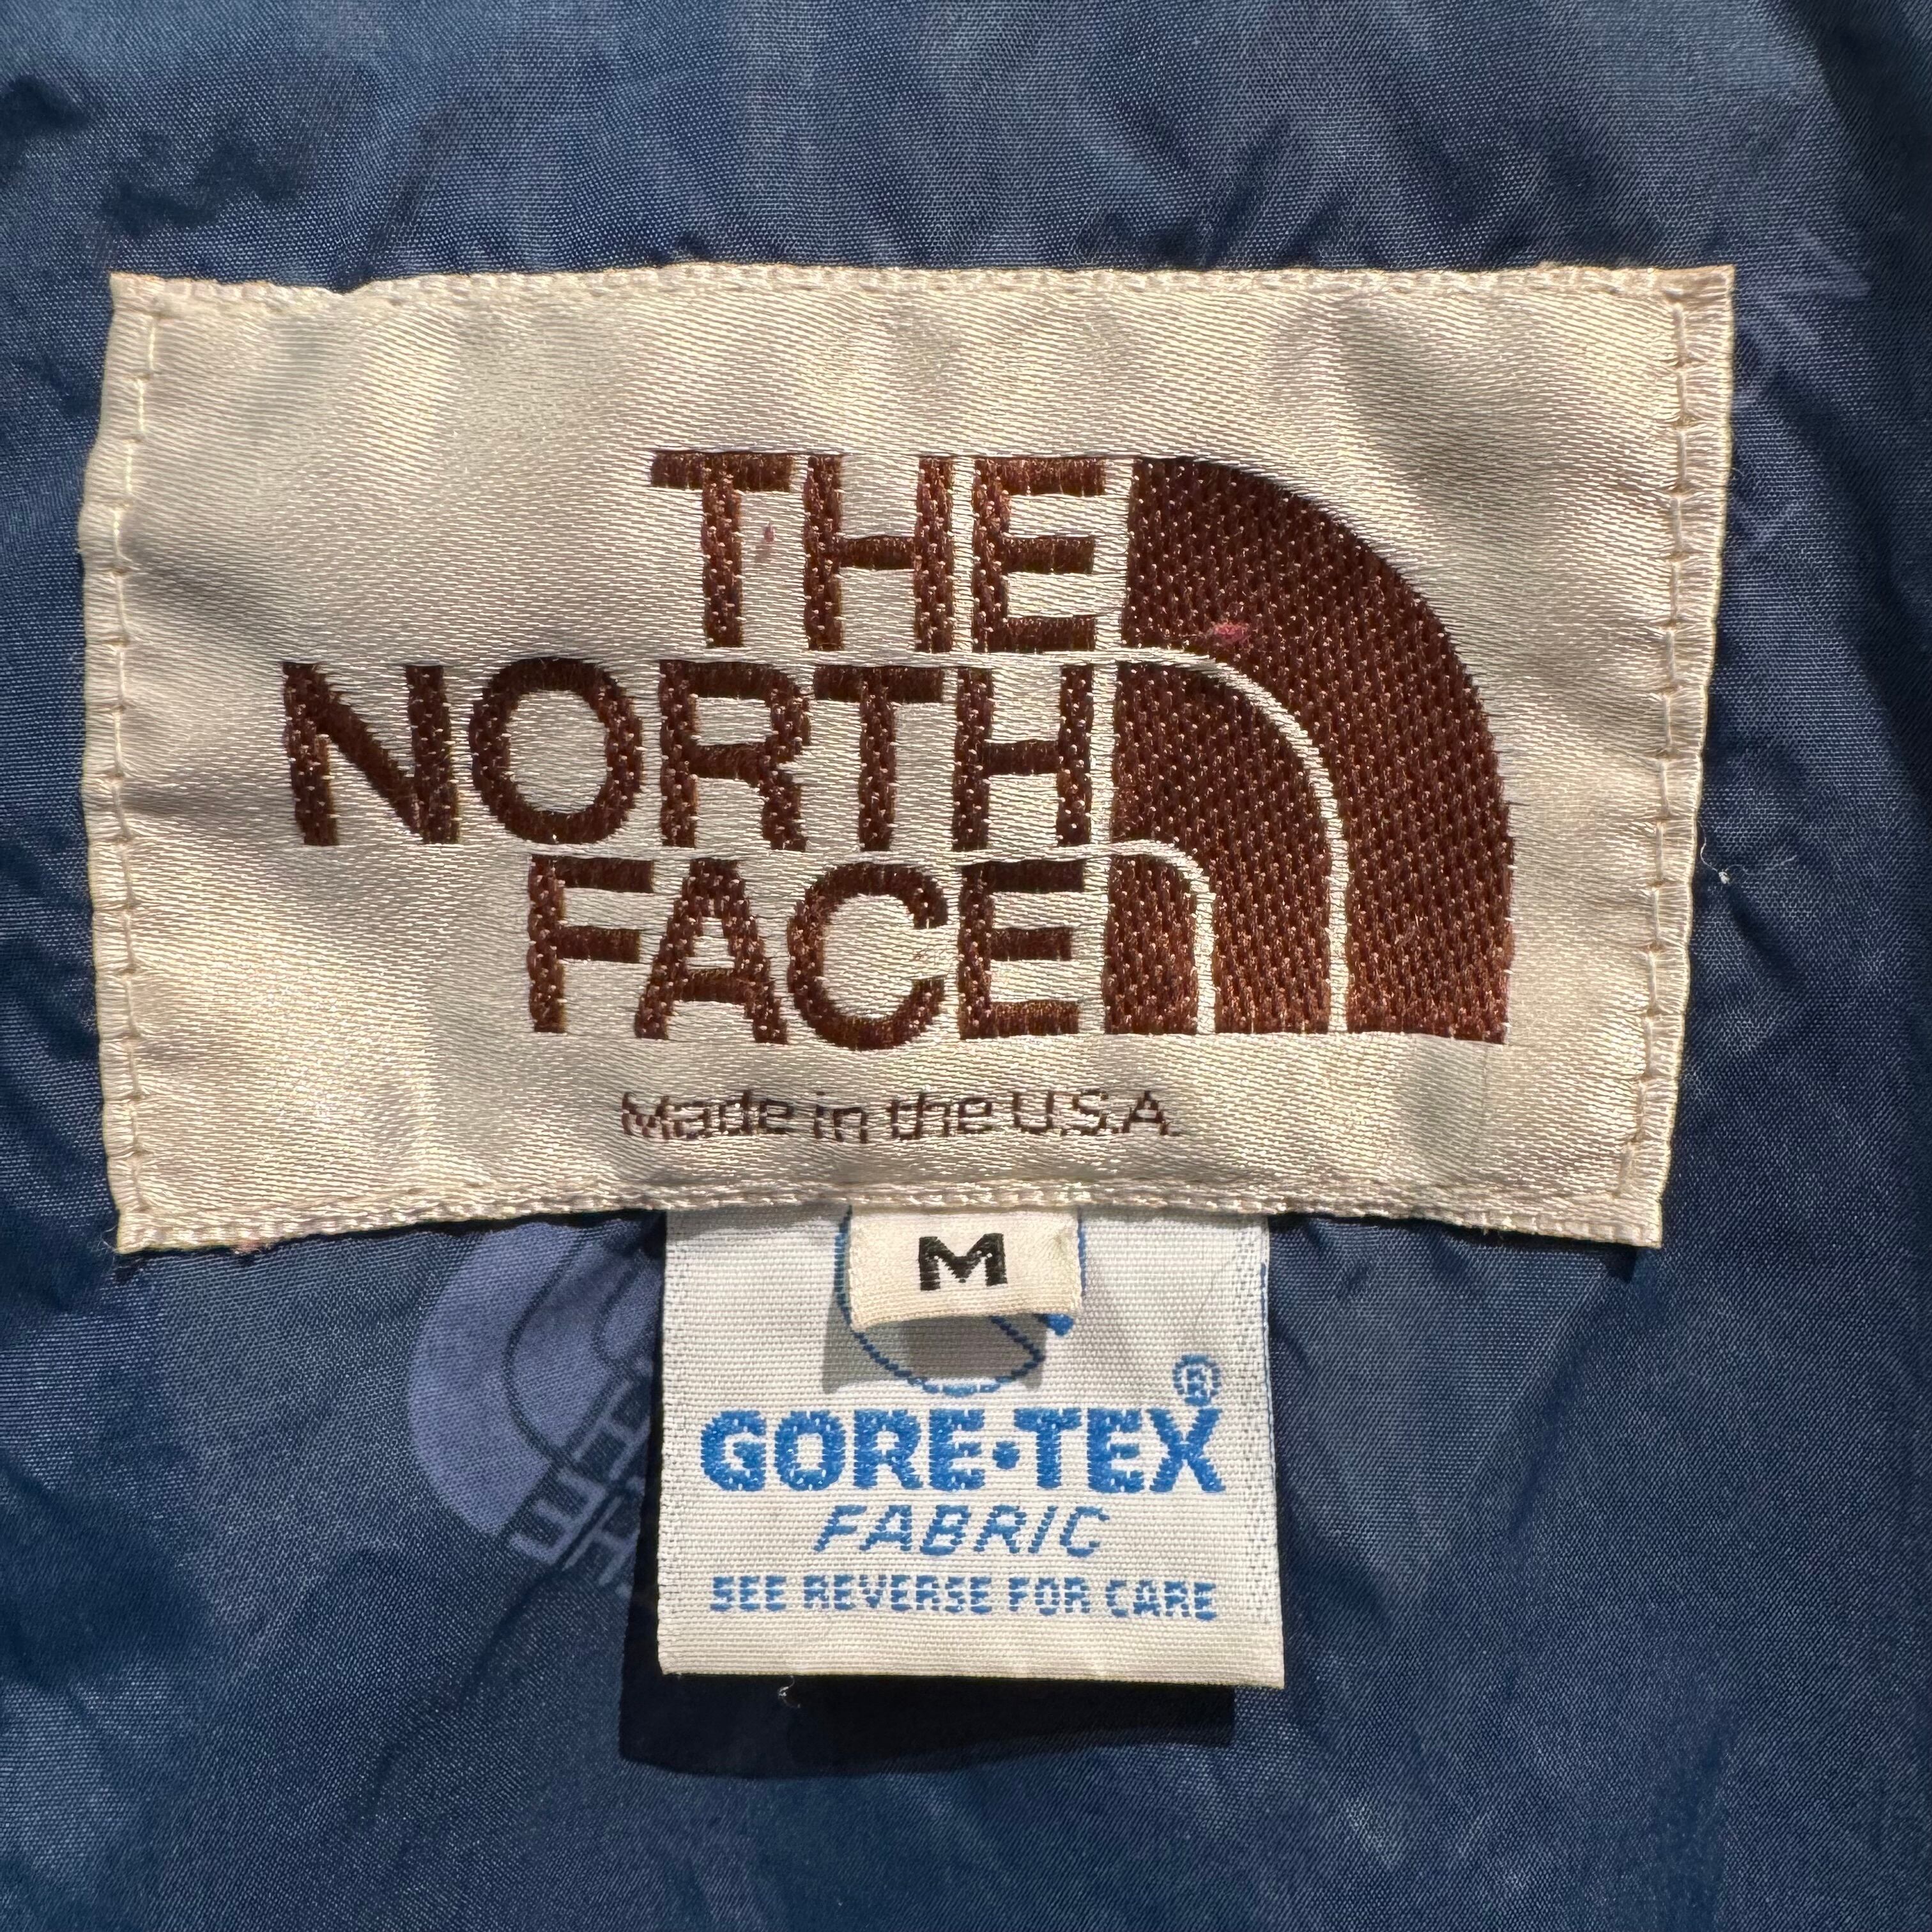 THE
NORTH
FACE
Made in the U.S.A.
M
GORE·TEX®
FABRIC
SEE REVERSE FOR CARE